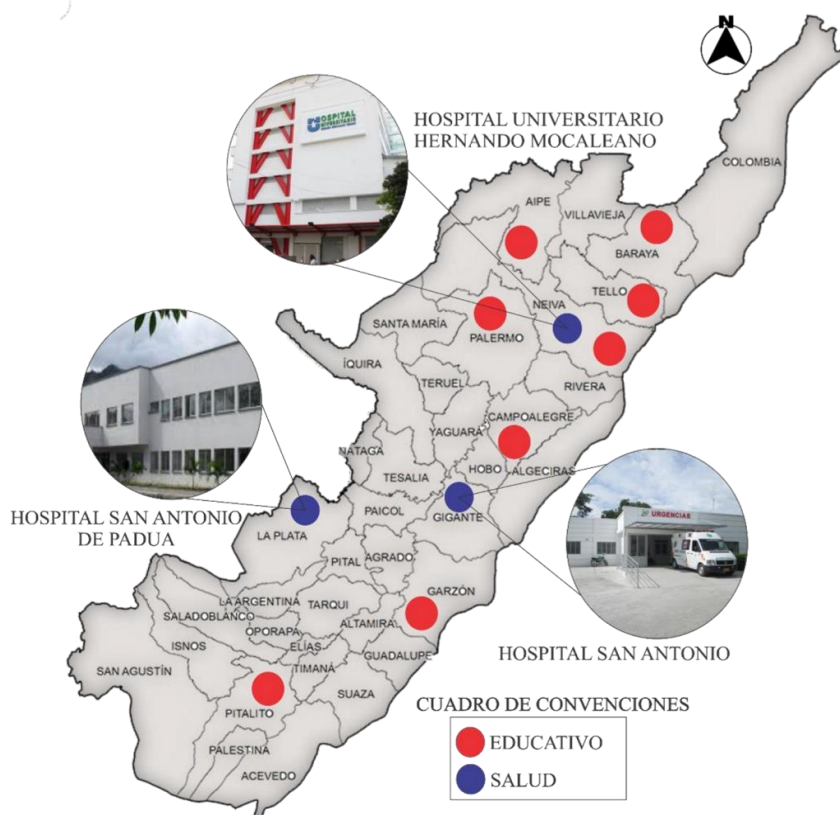 N
HOSPITAL UNIVERSITARIO
HERNANDO MOCALEANO
HOSPITAL
UNIVERSITARIO
COLOMBIA
AIPE
VILLAVIEJA
BARAYA
TELLO
NEIVA
SANTA MARÍA
PALERMO
ÍQUIRA
TERUEL
RIVERA
CAMPOALEGRE
YAGUARÁ
NÁTAGA
HOBO
ALGECIRAS
TESALIA
PAICOL
GIGANTE
URGENCIAS
HOSPITAL SAN ANTONIO
DE PADUA
LA PLATA
PITAL
AGRADO
GARZÓN
LA ARGENTINA
TARQUI
SALADOBLANCO
OPORAPA
ALTAMIRA
ISNOS
ELÍAS
GUADALUPE
HOSPITAL SAN ANTONIO
SAN AGUSTÍN
TIMANÁ
SUAZA
PITALITO
CUADRO DE CONVENCIONES
EDUCATIVO
SALUD
PALESTINA
ACEVEDO